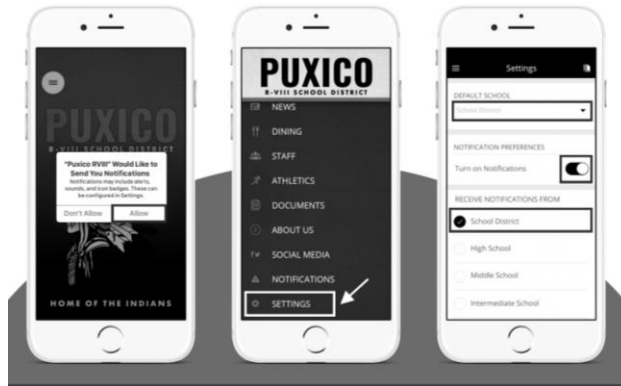 PUXICO
R-VIII SCHOOL DISTRICT
"Puxico RVIII" Would Like to
Send You Notifications
Notifications may include alerts,
sounds, and icon badges. These can
be configured in Settings.
Don't Allow
Allow
HOME OF THE INDIANS
PUXICO
R-VIII SCHOOL DISTRICT
NEWS
DINING
STAFF
ATHLETICS
DOCUMENTS
ABOUT US
SOCIAL MEDIA
NOTIFICATIONS
SETTINGS
Settings
DEFAULT SCHOOL
School District
NOTIFICATION PREFERENCES
Turn on Notifications
RECEIVE NOTIFICATIONS FROM
School District
High School
Middle School
Intermediate School